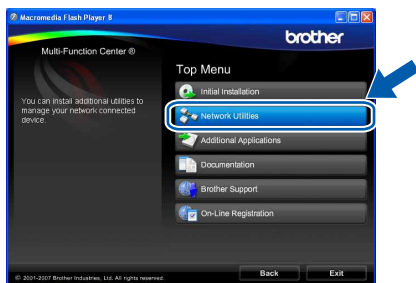 Macromedia Flash Player 8
brother
Multi-Function Center ®
Top Menu
Initial Installation
You can install additional utilities to
manage your network connected
device.
Network Utilities
Additional Applications
Documentation
Brother Support
On-Line Registration
© 2001-2007 Brother Industries, Ltd. All rights reserved.
Back
Exit